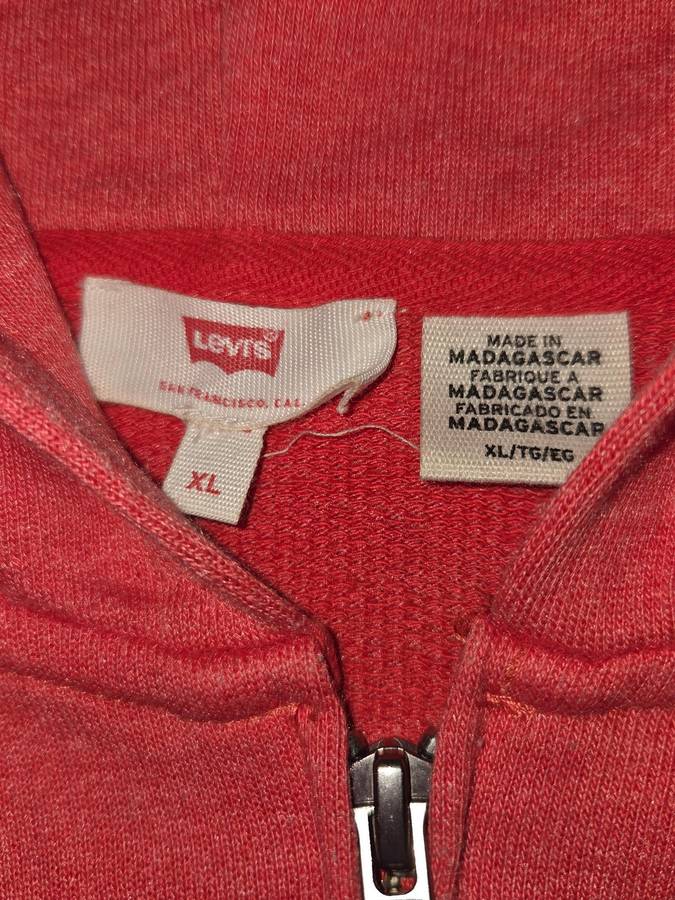 Levi's
SAN FRANCISCO, CAL
XL
MADE IN
MADAGASCAR
FABRIQUE A
MADAGASCAR
FABRICADO EN
MADAGASCAR
XL/TG/EG